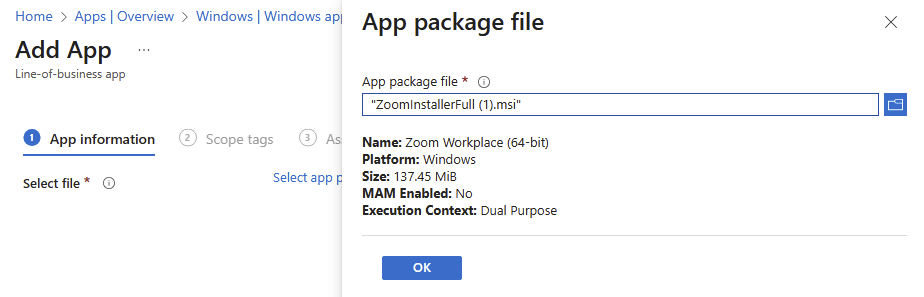 Home > Apps | Overview > Windows | Windows app
Add App ...
Line-of-business app
1 App information 2 Scope tags 3 As
Select file * Select app p
App package file
App package file *
"ZoomInstallerFull (1).msi"
Name: Zoom Workplace (64-bit)
Platform: Windows
Size: 137.45 MiB
MAM Enabled: No
Execution Context: Dual Purpose
OK